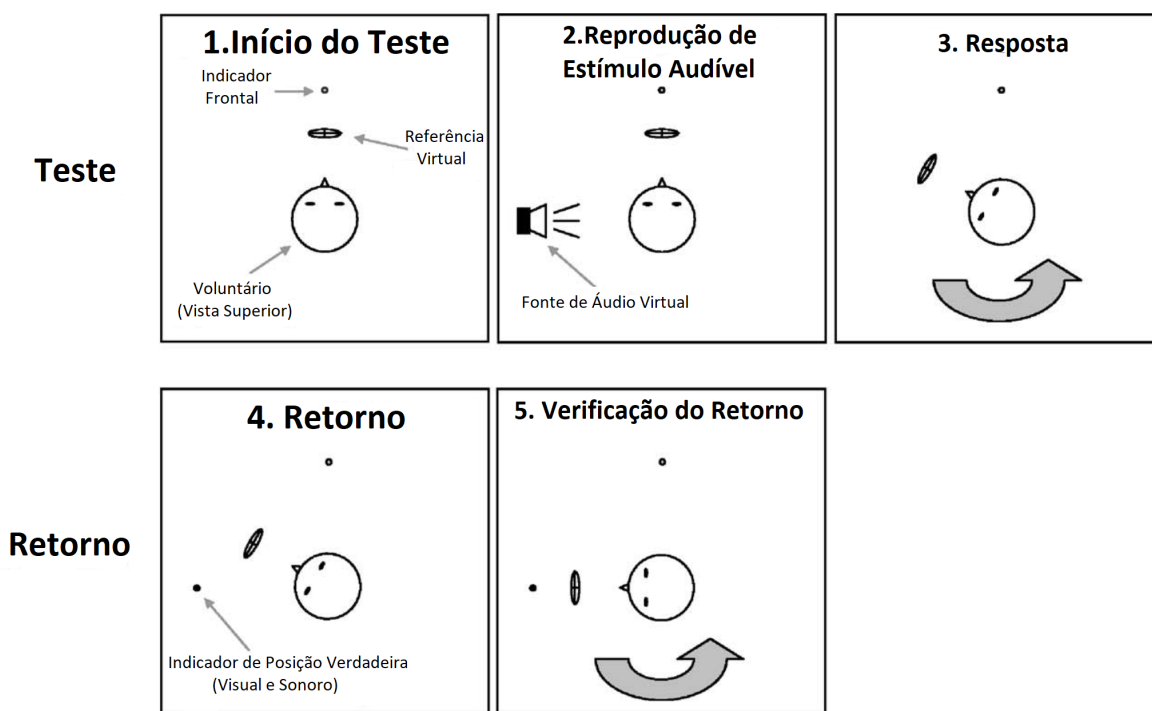 Teste
1.Início do Teste
Indicador
Frontal
Referência
Virtual
Voluntário
(Vista Superior)
2.Reprodução de
Estímulo Audível
Fonte de Áudio Virtual
3. Resposta
Retorno
4. Retorno
Indicador de Posição Verdadeira
(Visual e Sonoro)
5. Verificação do Retorno